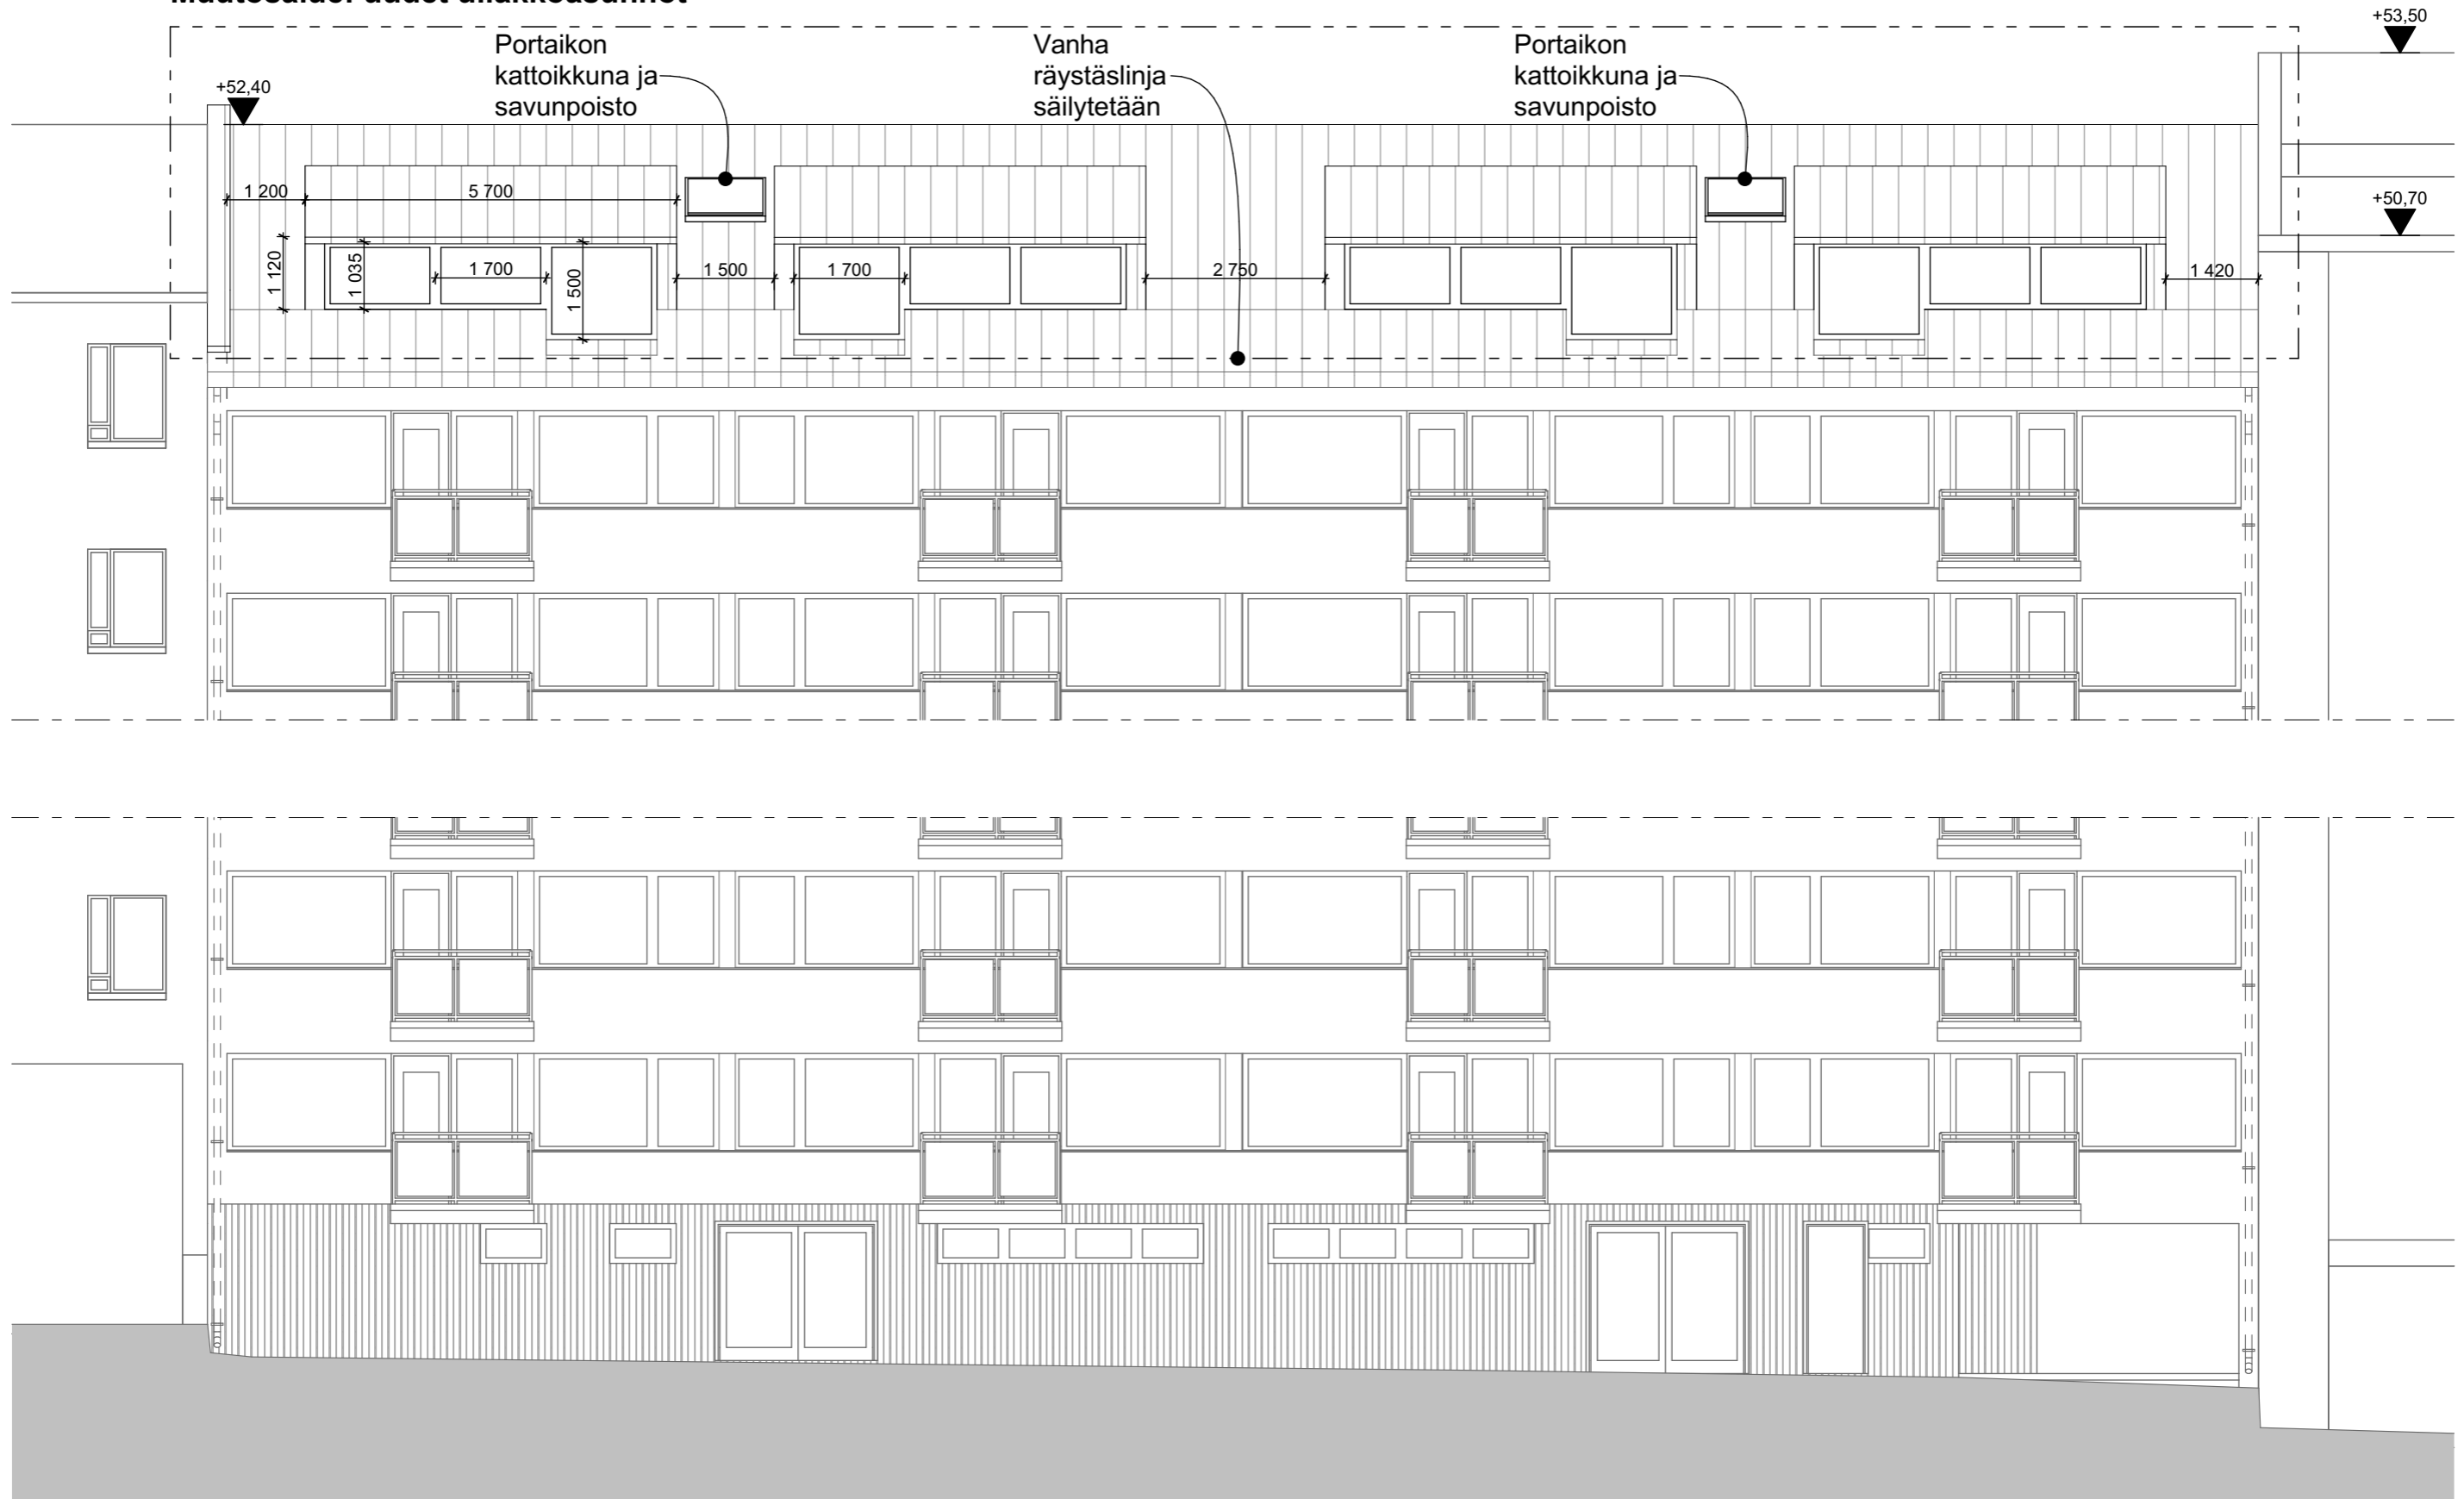 +53,50
Portaikon
kattoikkuna ja
savunpoisto
Vanha
räystäslinja
säilytetään
Portaikon
kattoikkuna ja
savunpoisto
+52,40
+50,70
1 200
5 700
1 120
1 035
1 700
1 500
1 500
1 700
2 750
1 420